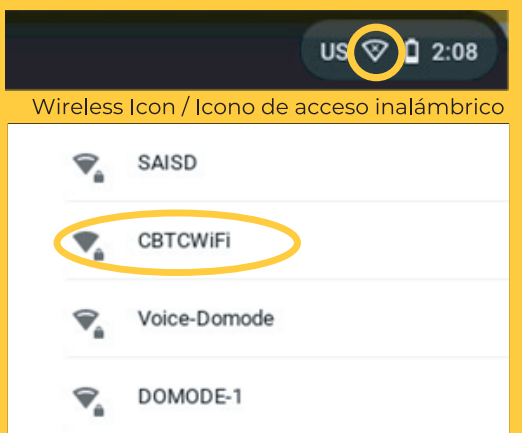 US 2:08
Wireless Icon / Icono de acceso inalámbrico
SAISD
CBTCWiFi
Voice-Domode
DOMODE-1